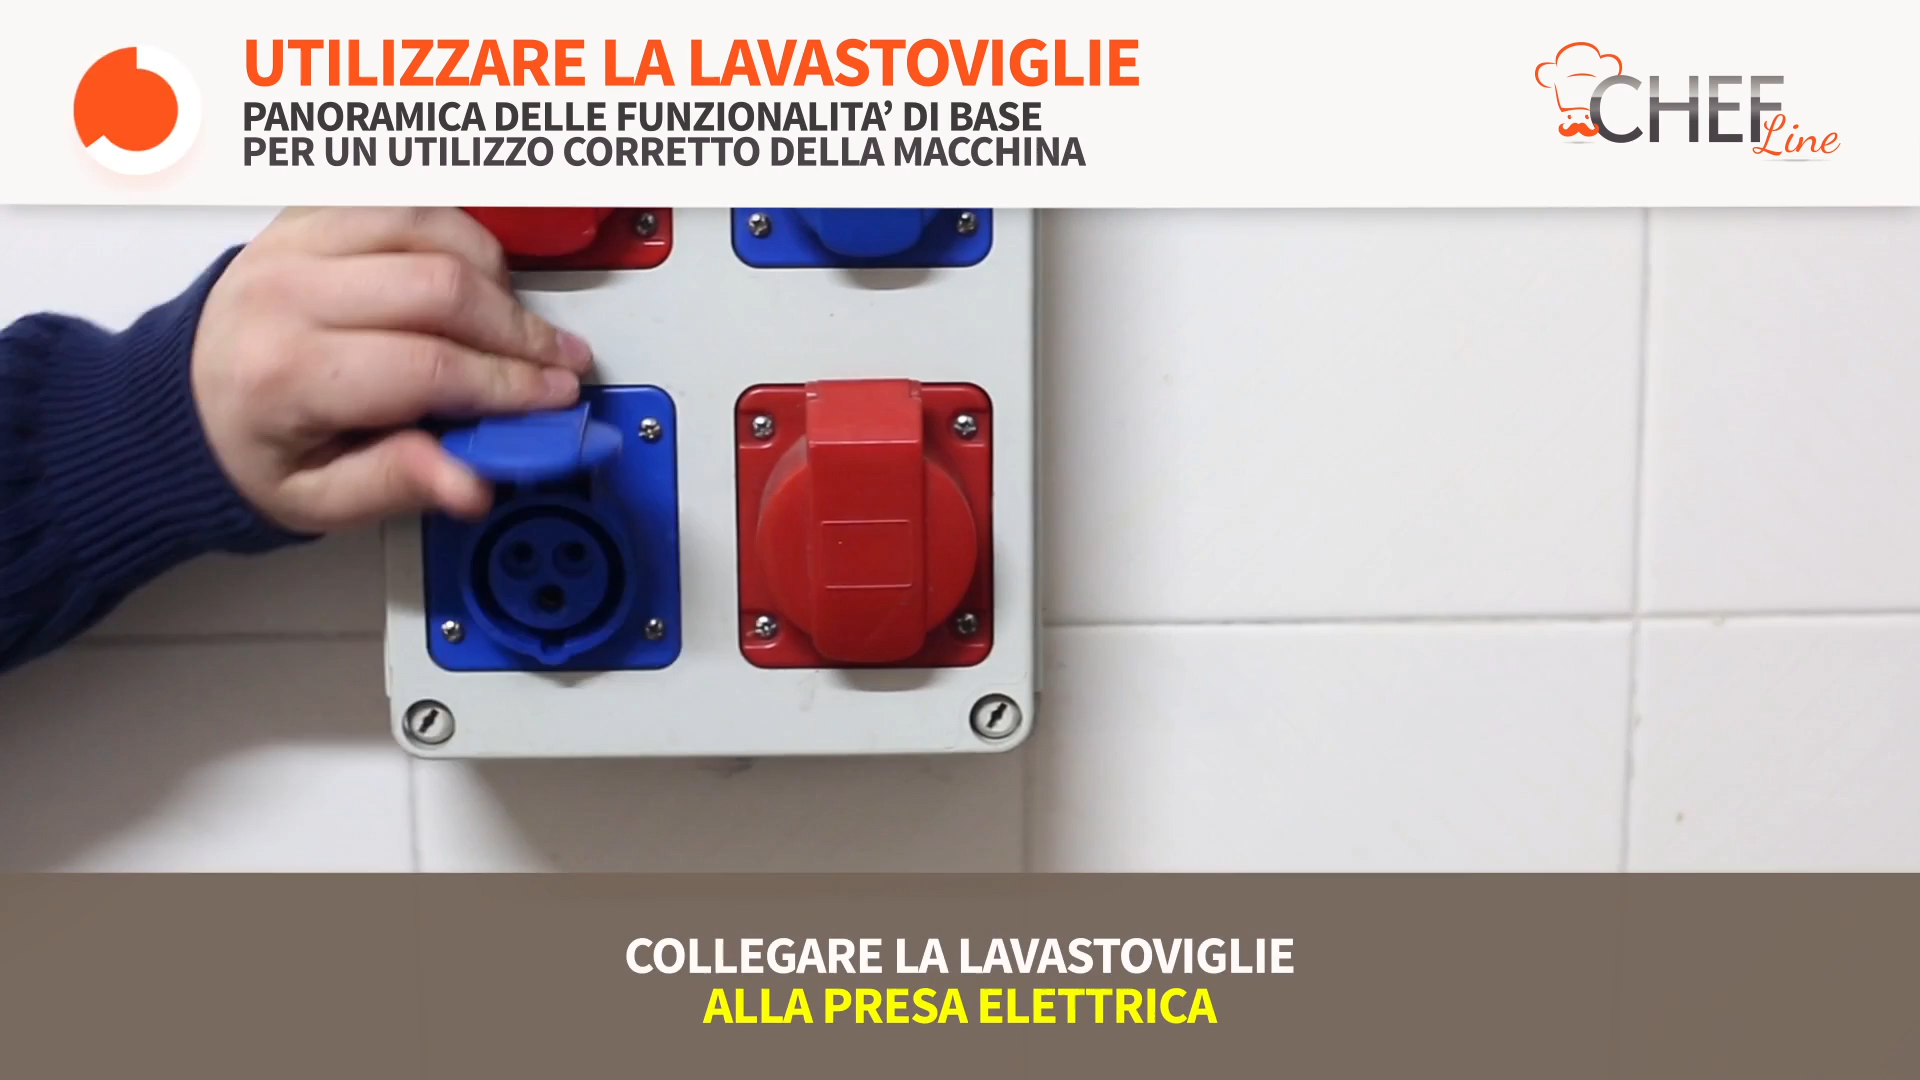 UTILIZZARE LA LAVASTOVIGLIE
PANORAMICA DELLE FUNZIONALITA’ DI BASE
PER UN UTILIZZO CORRETTO DELLA MACCHINA
CHEF
Line
COLLEGARE LA LAVASTOVIGLIE
ALLA PRESA ELETTRICA